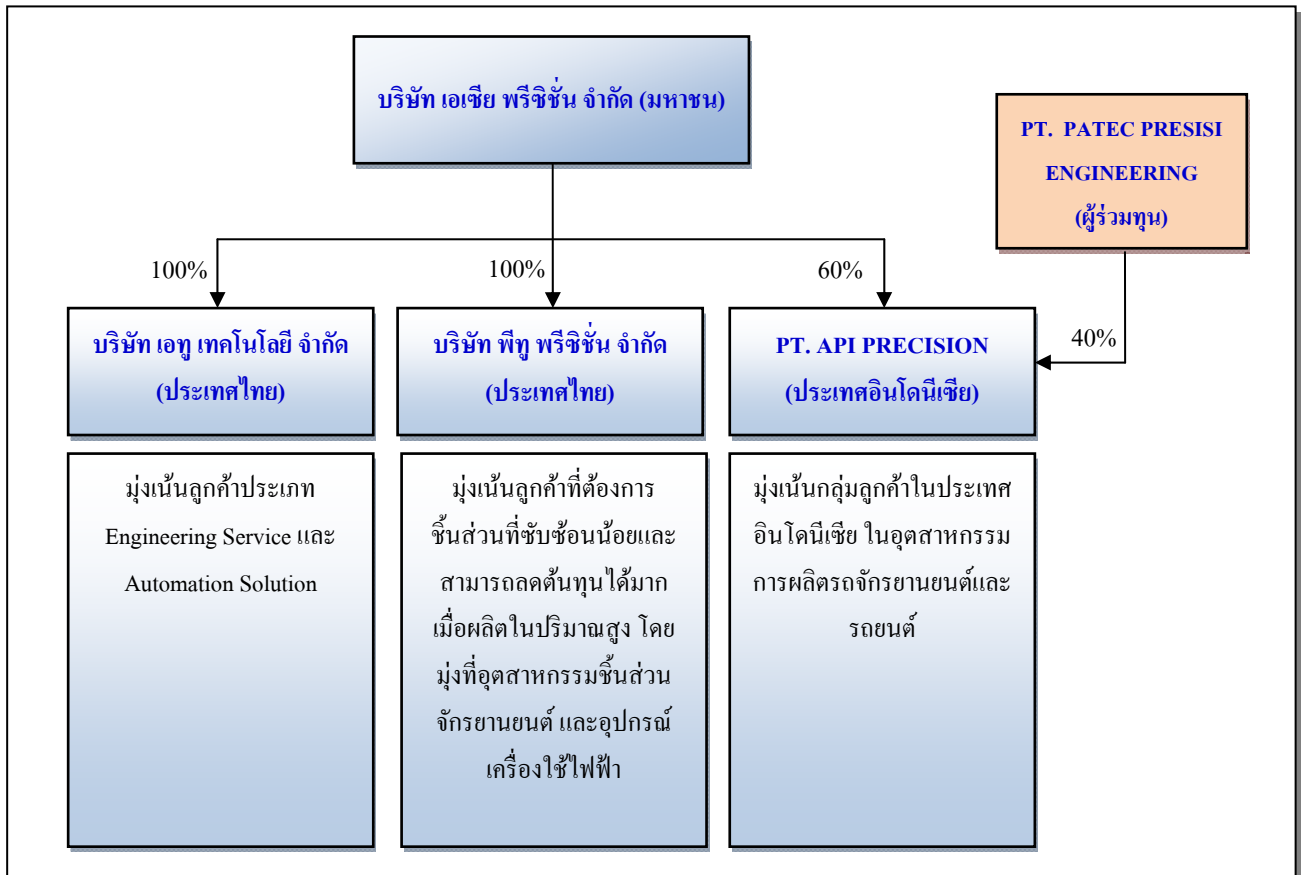 บริษัท เอเซีย พรีซิชั่น จำกัด (มหาชน)
PT. PATEC PRESISI
ENGINEERING
(ผู้ร่วมทุน)
100%
100%
60%
40%
บริษัท เอทู เทคโนโลยี จำกัด
(ประเทศไทย)
บริษัท พีทู พรีซิชั่น จำกัด
(ประเทศไทย)
PT. API PRECISION
(ประเทศอินโดนีเซีย)
มุ่งเน้นลูกค้าประเภท
Engineering Service และ
Automation Solution
มุ่งเน้นลูกค้าที่ต้องการ
ชิ้นส่วนที่ซับซ้อนน้อยและ
สามารถลดต้นทุนได้มาก
เมื่อผลิตในปริมาณสูง โดย
มุ่งที่อุตสาหกรรมชิ้นส่วน
จักรยานยนต์ และอุปกรณ์
เครื่องใช้ไฟฟ้า
มุ่งเน้นกลุ่มลูกค้าในประเทศ
อินโดนีเซีย ในอุตสาหกรรม
การผลิตรถจักรยานยนต์และ
รถยนต์